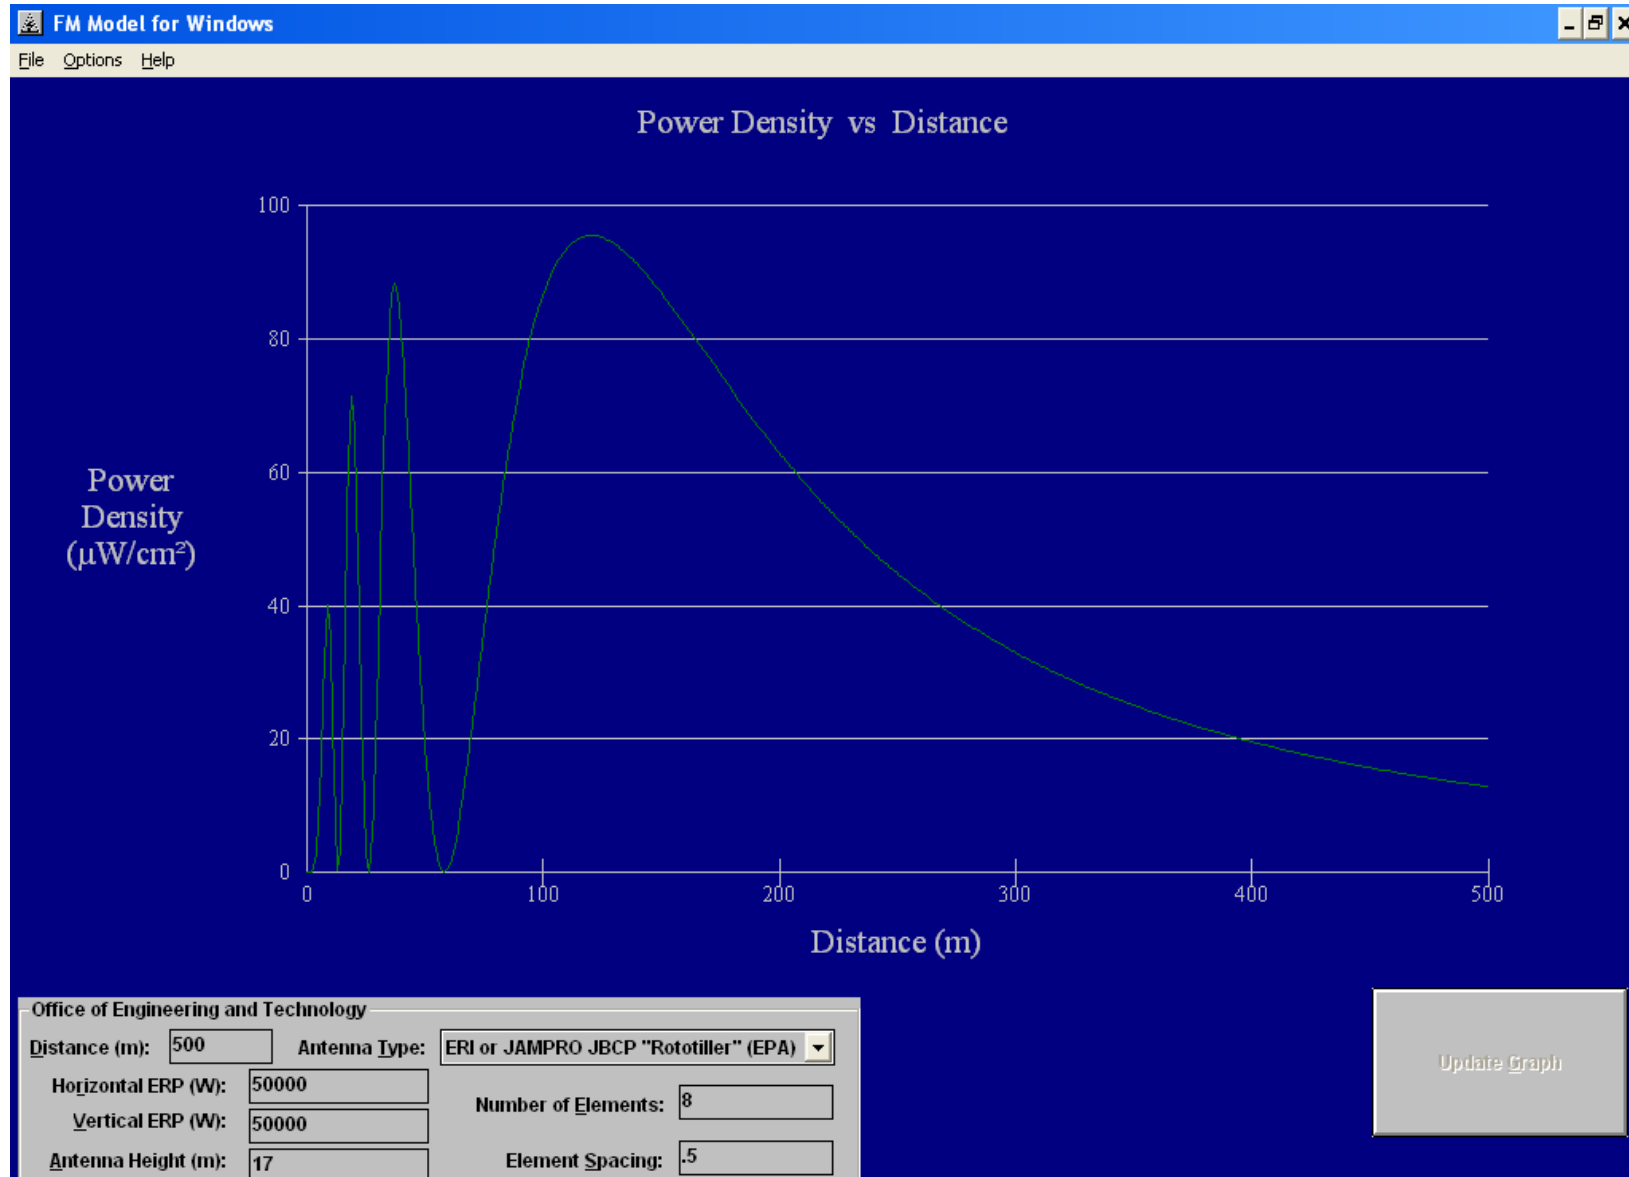 FM Model for Windows
File Options Help
Power Density vs Distance
100
80
60
40
20
0
Power
Density
(µW/cm²)
0 100 200 300 400 500
Distance (m)
Office of Engineering and Technology
Distance (m): 500 Antenna Type: ERI or JAMPRO JBCP "Rototiller" (EPA)
Horizontal ERP (W): 50000
Vertical ERP (W): 50000
Antenna Height (m): 17
Number of Elements: 8
Element Spacing: .5
Update Graph